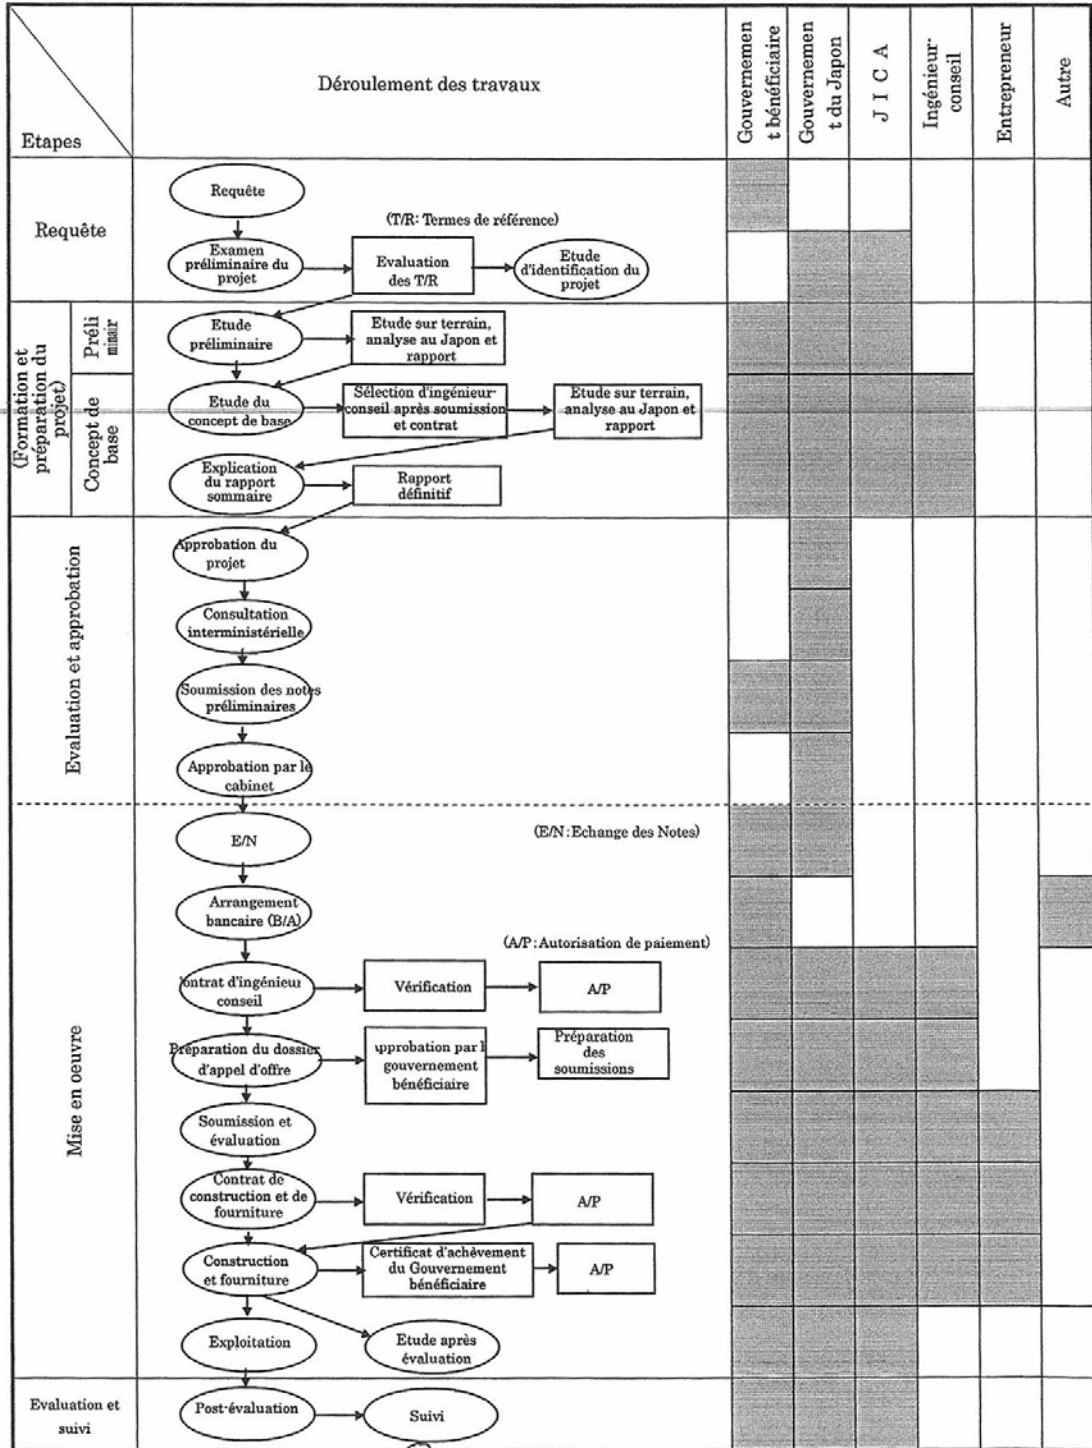 Déroulement des travaux
Etapes
Gouvernemen
t bénéficiaire
Gouvernemen
t du Japon
J I C A
Ingénieur-
conseil
Entrepreneur
Autre
Requête
Requête
(T/R: Termes de référence)
Examen
préliminaire du
projet
Evaluation
des T/R
Etude
d'identification du
projet
(Formation et
préparation du
projet)
Préli
minair
Etude
préliminaire
Etude sur terrain,
analyse au Japon et
rapport
Concept de
base
Etude du
concept de base
Sélection d'ingénieur-
conseil après soumission
et contrat
Etude sur terrain,
analyse au Japon et
rapport
Explication
du rapport
sommaire
Rapport
définitif
Evaluation et approbation
Approbation du
projet
Consultation
interministérielle
Soumission des notes
préliminaires
Approbation par le
cabinet
Mise en oeuvre
E/N
(E/N: Echange des Notes)
Arrangement
bancaire (B/A)
(A/P: Autorisation de paiement)
ontrat d'ingénieur
conseil
Vérification
A/P
Préparation du dossier
d'appel d'offre
pprobation par l
gouvernement
bénéficiaire
Préparation
des
soumissions
Soumission et
évaluation
Contrat de
construction et de
fourniture
Vérification
A/P
Construction
et fourniture
Certificat d'achèvement
du Gouvernement
bénéficiaire
A/P
Exploitation
Etude après
évaluation
Evaluation et
suivi
Post-évaluation
Suivi